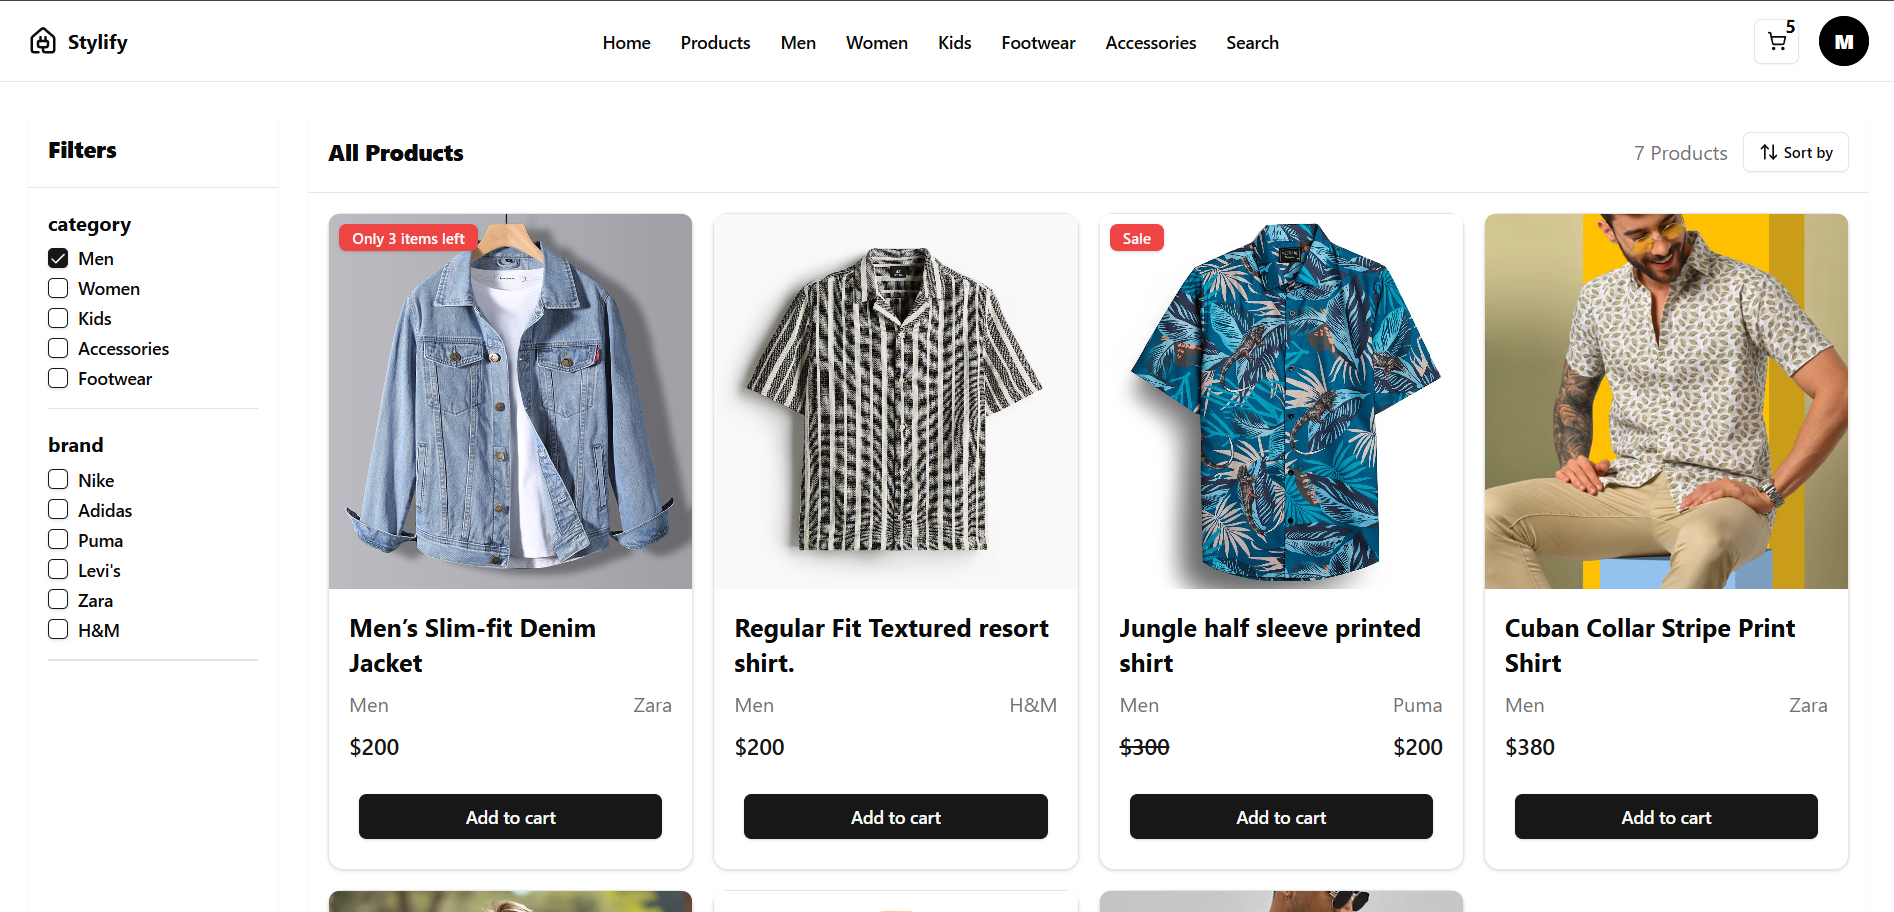 Stylify
Home Products Men Women Kids Footwear Accessories Search
5
M
Filters
category
Men
Women
Kids
Accessories
Footwear
brand
Nike
Adidas
Puma
Levi's
Zara
H&M
All Products
7 Products
Sort by
Only 3 items left
Men’s Slim-fit Denim
Jacket
Men Zara
$200
Add to cart
Regular Fit Textured resort
shirt.
Men H&M
$200
Add to cart
Sale
Jungle half sleeve printed
shirt
Men Puma
$300 $200
Add to cart
Cuban Collar Stripe Print
Shirt
Men Zara
$380
Add to cart